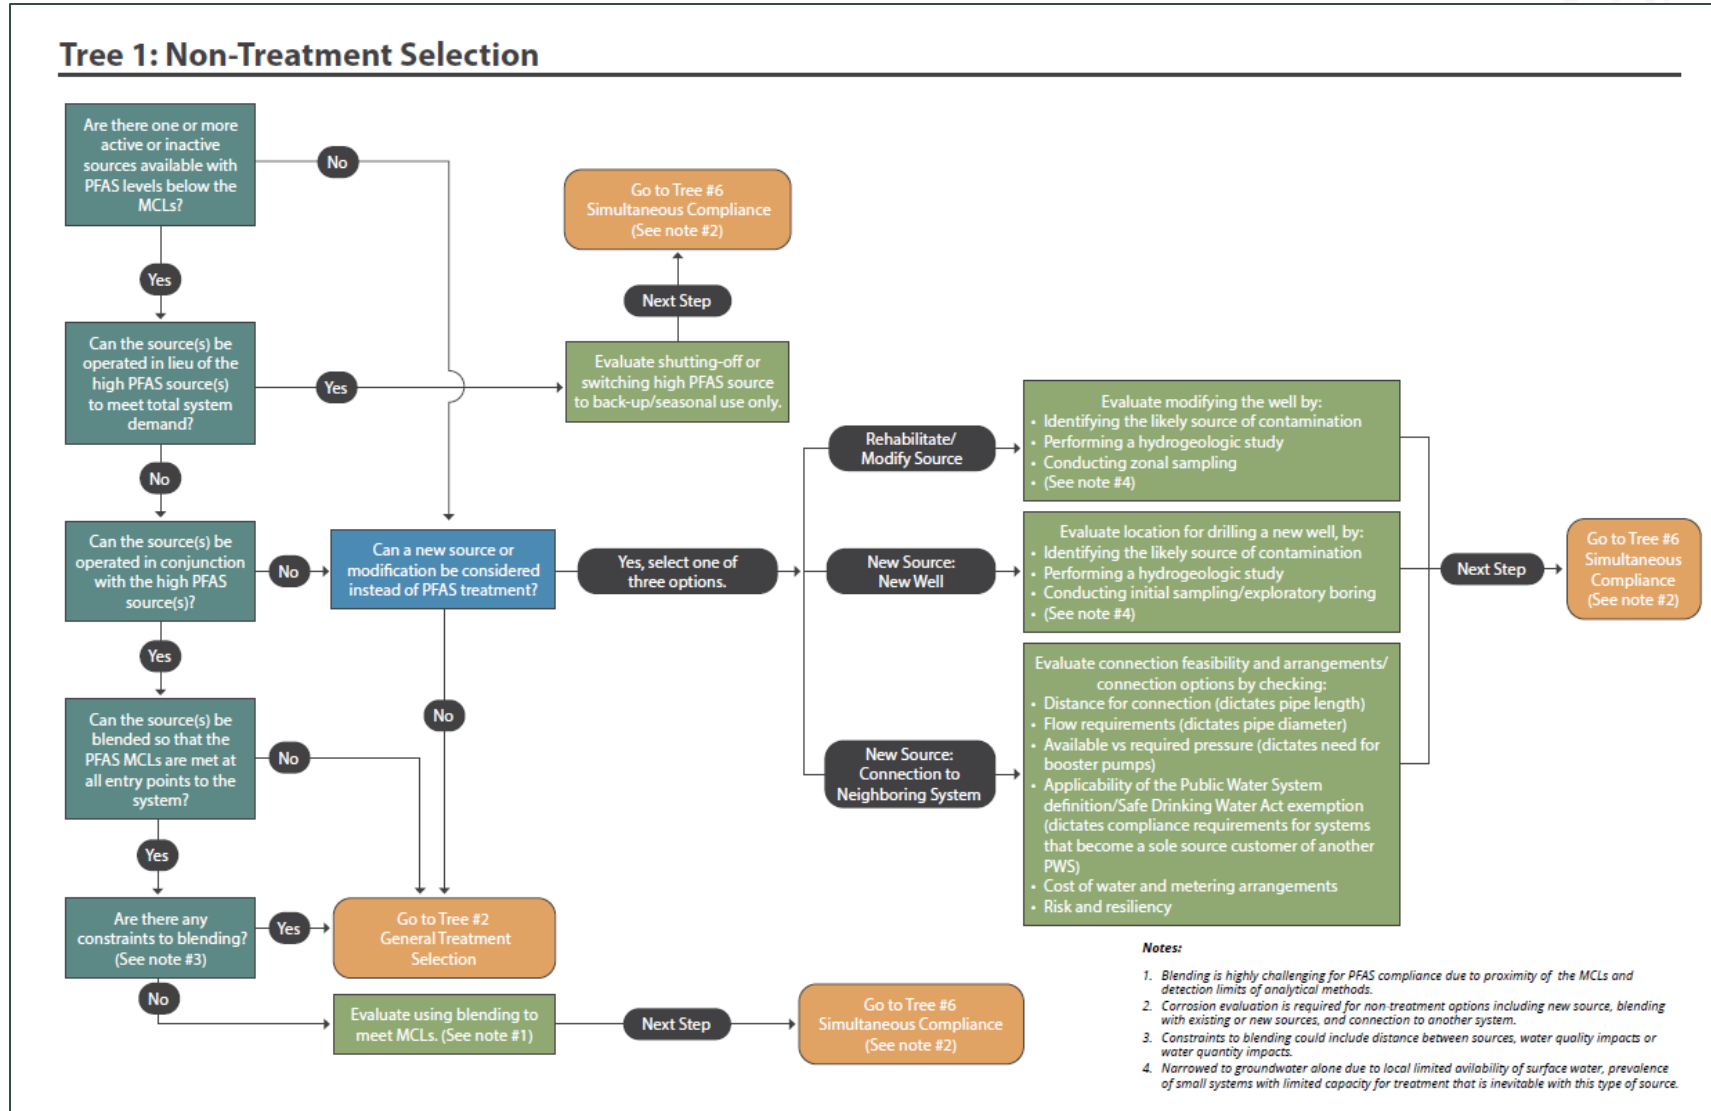 Tree 1: Non-Treatment Selection
Are there one or more
active or inactive
sources available with
PFAS levels below the
MCLs?
No
Yes
Go to Tree #6
Simultaneous Compliance
(See note #2)
Next Step
Can the source(s) be
operated in lieu of the
high PFAS source(s)
to meet total system
demand?
Yes
Evaluate shutting-off or
switching high PFAS source
to back-up/seasonal use only.
No
Can the source(s) be
operated in conjunction
with the high PFAS
source(s)?
No
Can a new source or
modification be considered
instead of PFAS treatment?
Yes, select one of
three options.
Rehabilitate/
Modify Source
Evaluate modifying the well by:
• Identifying the likely source of contamination
• Performing a hydrogeologic study
• Conducting zonal sampling
• (See note #4)
New Source:
New Well
Evaluate location for drilling a new well, by:
• Identifying the likely source of contamination
• Performing a hydrogeologic study
• Conducting initial sampling/exploratory boring
• (See note #4)
New Source:
Connection to
Neighboring System
Evaluate connection feasibility and arrangements/
connection options by checking:
• Distance for connection (dictates pipe length)
• Flow requirements (dictates pipe diameter)
• Available vs required pressure (dictates need for
booster pumps)
• Applicability of the Public Water System
definition/Safe Drinking Water Act exemption
(dictates compliance requirements for systems
that become a sole source customer of another
PWS)
• Cost of water and metering arrangements
• Risk and resiliency
Next Step
Go to Tree #6
Simultaneous
Compliance
(See note #2)
Yes
No
Can the source(s) be
blended so that the
PFAS MCLs are met at
all entry points to the
system?
No
Yes
Are there any
constraints to blending?
(See note #3)
Yes
Go to Tree #2
General Treatment
Selection
No
Evaluate using blending to
meet MCLs. (See note #1)
Next Step
Go to Tree #6
Simultaneous Compliance
(See note #2)
Notes:
1. Blending is highly challenging for PFAS compliance due to proximity of the MCLs and
detection limits of analytical methods.
2. Corrosion evaluation is required for non-treatment options including new source, blending
with existing or new sources, and connection to another system.
3. Constraints to blending could include distance between sources, water quality impacts or
water quantity impacts.
4. Narrowed to groundwater alone due to local limited avilability of surface water, prevalence
of small systems with limited capacity for treatment that is inevitable with this type of source.